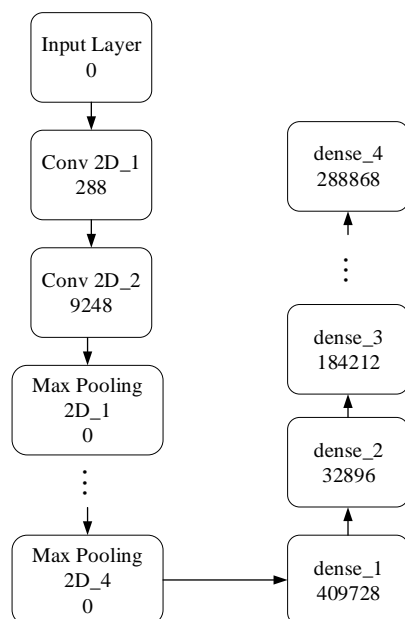 Input Layer
0
Conv 2D_1
288
Conv 2D_2
9248
Max Pooling
2D_1
0
⋮
Max Pooling
2D_4
0
dense_1
409728
dense_2
32896
dense_3
184212
⋮
dense_4
288868